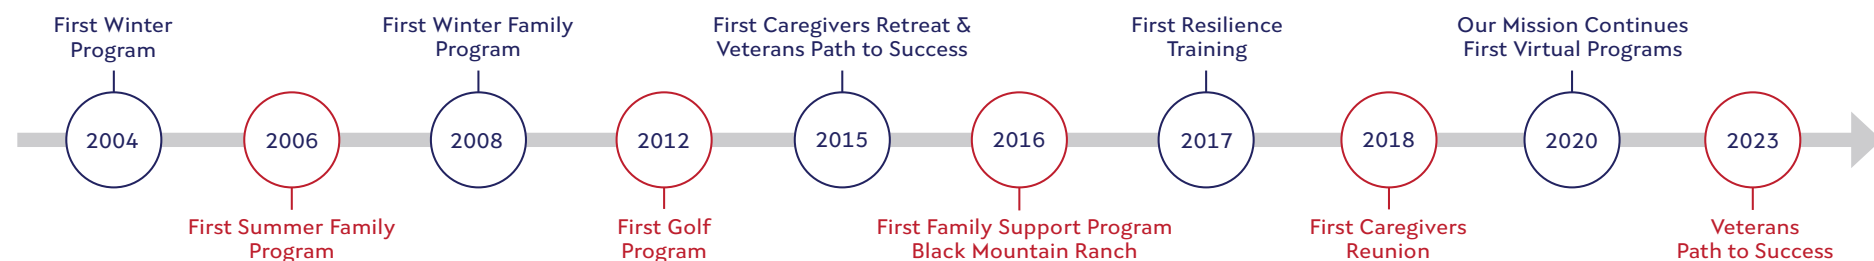 First Winter
Program
First Winter Family
Program
First Caregivers Retreat &
Veterans Path to Success
First Resilience
Training
Our Mission Continues
First Virtual Programs
2004
2006
2008
2012
2015
2016
2017
2018
2020
2023
First Summer Family
Program
First Golf
Program
First Family Support Program
Black Mountain Ranch
First Caregivers
Reunion
Veterans
Path to Success